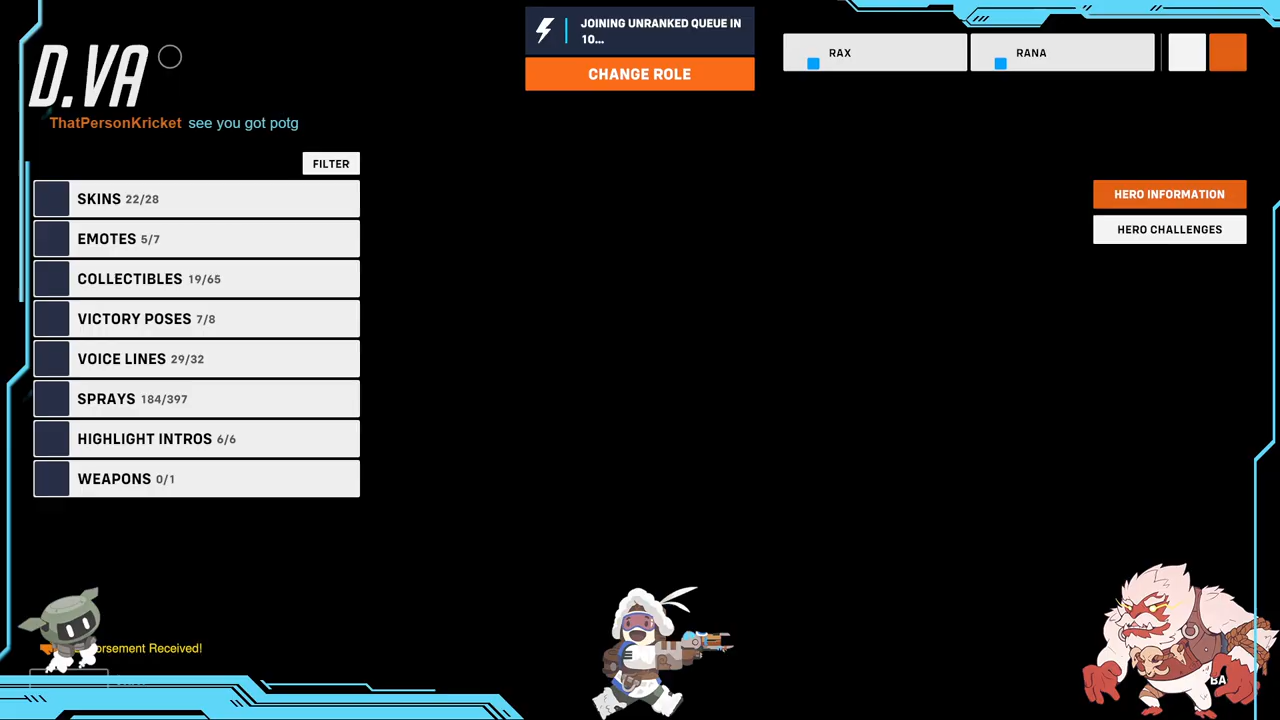 JOINING UNRANKED QUEUE IN
10...
CHANGE ROLE
RAX
RANA
D.VA
ThatPersonKricket see you got potg
FILTER
SKINS 22/28
EMOTES 5/7
COLLECTIBLES 19/65
VICTORY POSES 7/8
VOICE LINES 29/32
SPRAYS 184/397
HIGHLIGHT INTROS 6/6
WEAPONS 0/1
HERO INFORMATION
HERO CHALLENGES
Received!